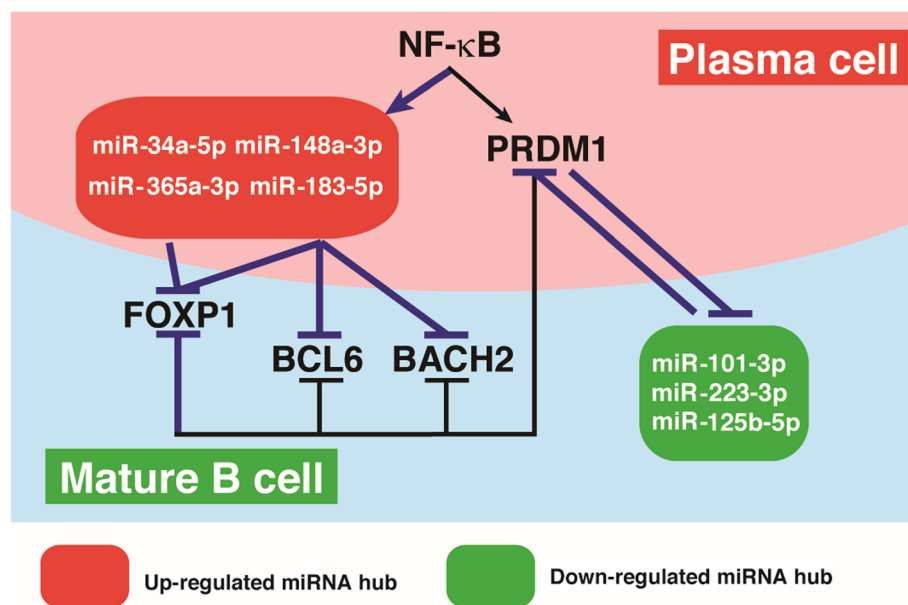 NF-κB
Plasma cell
miR-34a-5p miR-148a-3p
miR-365a-3p miR-183-5p
PRDM1
FOXP1
BCL6
BACH2
miR-101-3p
miR-223-3p
miR-125b-5p
Mature B cell
Up-regulated miRNA hub
Down-regulated miRNA hub